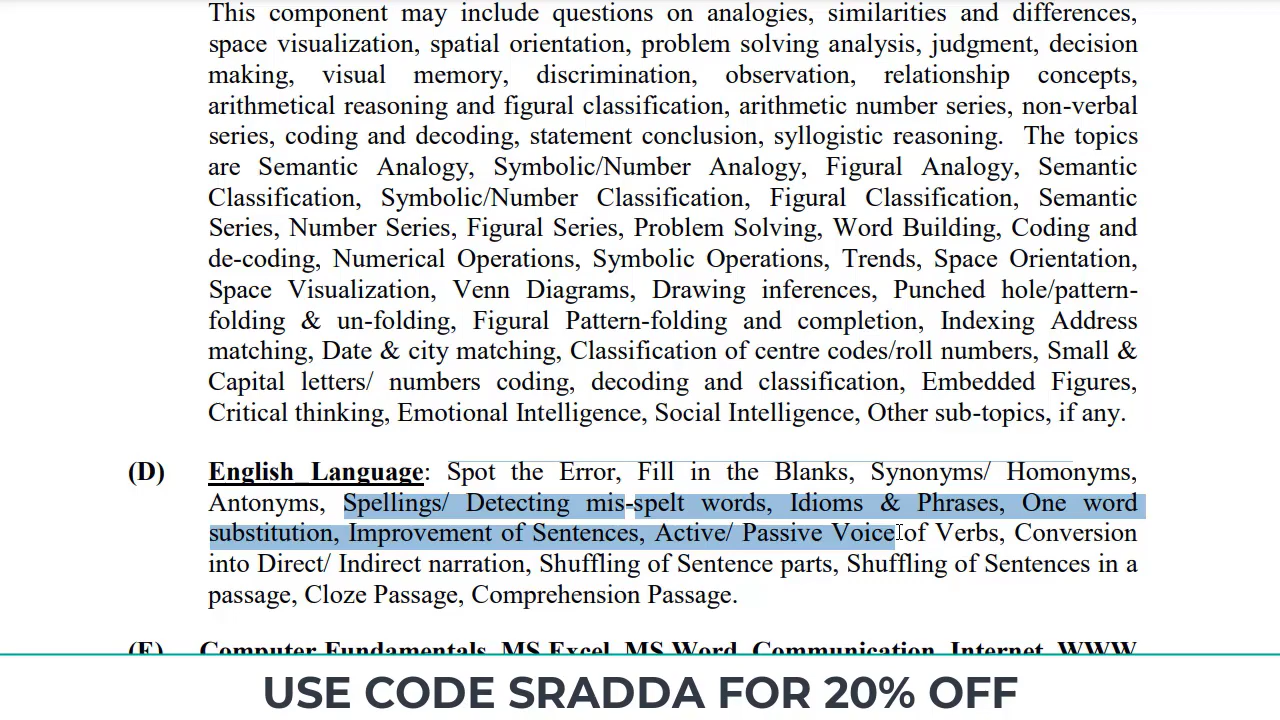 This component may include questions on analogies, similarities and differences,
space visualization, spatial orientation, problem solving analysis, judgment, decision
making, visual memory, discrimination, observation, relationship concepts,
arithmetical reasoning and figural classification, arithmetic number series, non-verbal
series, coding and decoding, statement conclusion, syllogistic reasoning. The topics
are Semantic Analogy, Symbolic/Number Analogy, Figural Analogy, Semantic
Classification, Symbolic/Number Classification, Figural Classification, Semantic
Series, Number Series, Figural Series, Problem Solving, Word Building, Coding and
de-coding, Numerical Operations, Symbolic Operations, Trends, Space Orientation,
Space Visualization, Venn Diagrams, Drawing inferences, Punched hole/pattern-
folding & un-folding, Figural Pattern-folding and completion, Indexing Address
matching, Date & city matching, Classification of centre codes/roll numbers, Small &
Capital letters/ numbers coding, decoding and classification, Embedded Figures,
Critical thinking, Emotional Intelligence, Social Intelligence, Other sub-topics, if any.
(D) English Language: Spot the Error, Fill in the Blanks, Synonyms/ Homonyms,
Antonyms, Spellings/ Detecting mis-spelt words, Idioms & Phrases, One word
substitution, Improvement of Sentences, Active/ Passive Voice of Verbs, Conversion
into Direct/ Indirect narration, Shuffling of Sentence parts, Shuffling of Sentences in a
passage, Cloze Passage, Comprehension Passage.
(E) Computer Fundamentals, MS Excel, MS Word, Communication, Internet, WWW
USE CODE SRADDA FOR 20% OFF